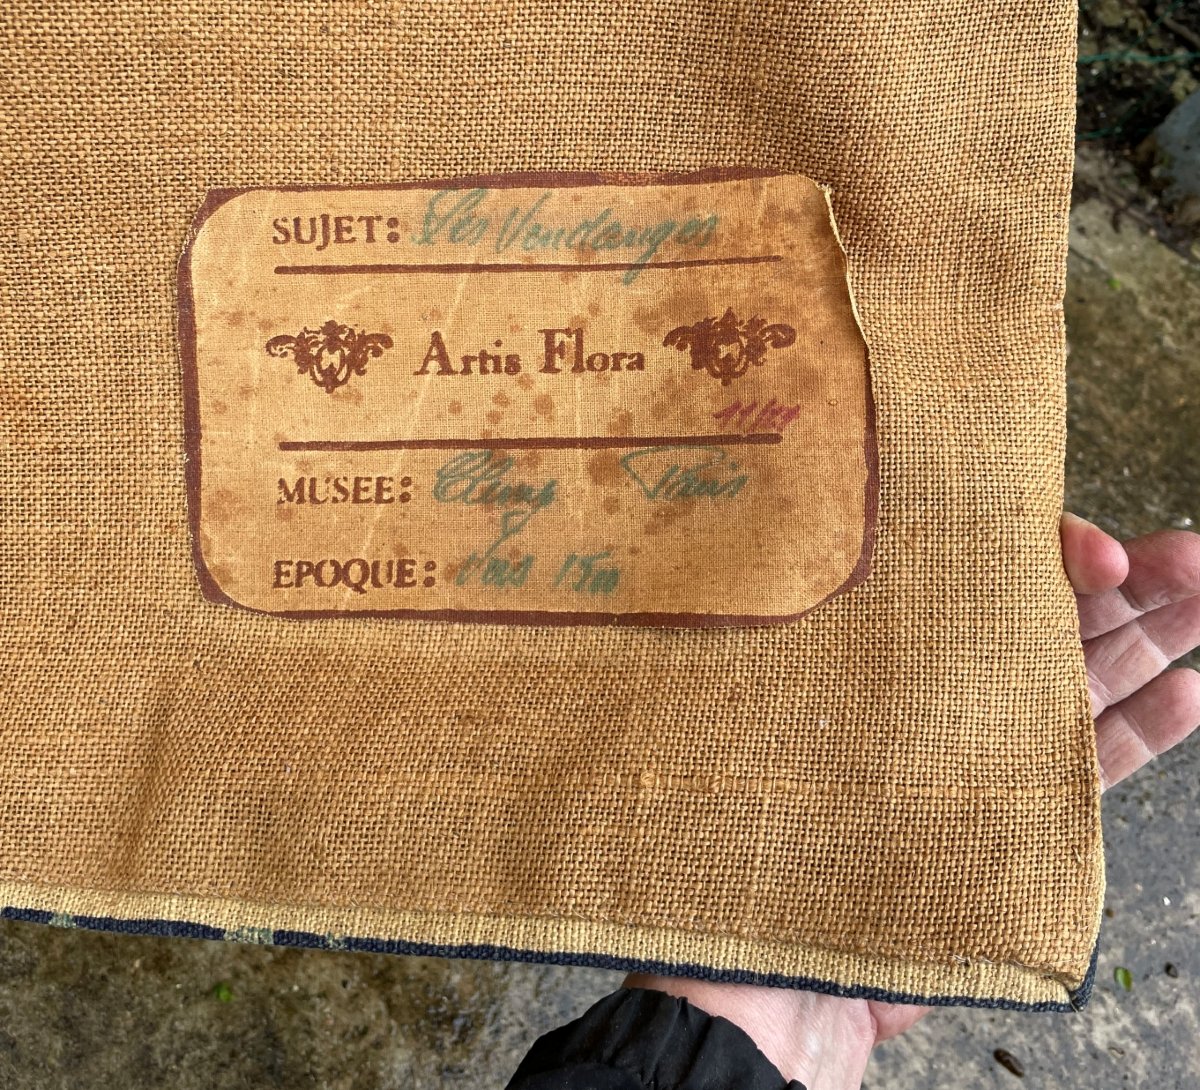 SUJET: Les Vendanges
Artis Flora
MUSEE: Cluny Paris
EPOQUE: Vers 1500